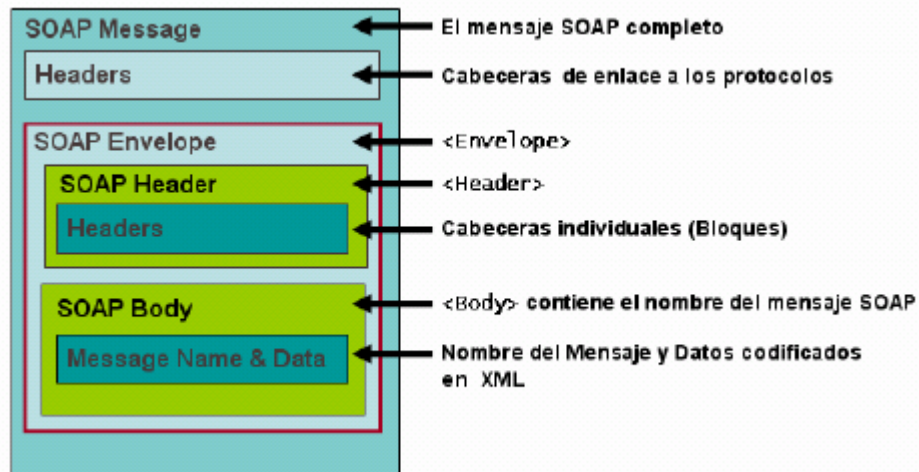 SOAP Message
El mensaje SOAP completo
Headers
Cabeceras de enlace a los protocolos
SOAP Envelope
<Envelope>
SOAP Header
<Header>
Headers
Cabeceras individuales (Bloques)
SOAP Body
<Body> contiene el nombre del mensaje SOAP
Message Name & Data
Nombre del Mensaje y Datos codificados
en XML